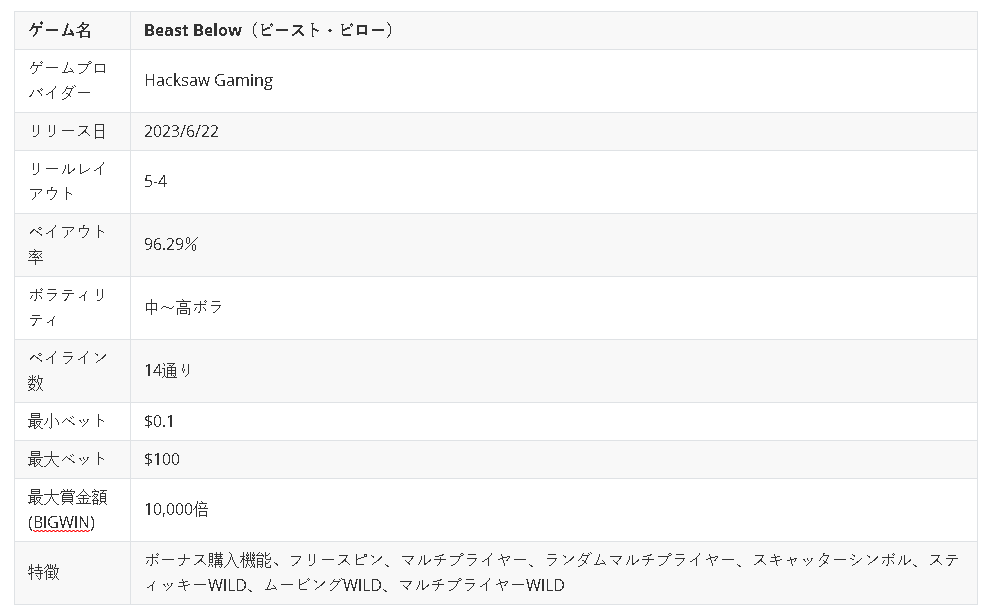 ゲーム名
Beast Below（ビースト・ビロー）
ゲームプロ
バイダー
Hacksaw Gaming
リリース日
2023/6/22
リールレイ
アウト
5-4
ペイアウト
率
96.29％
ボラティリ
ティ
中～高ボラ
ペイライン
数
14通り
最小ベット
$0.1
最大ベット
$100
最大賞金額
(BIGWIN)
10,000倍
特徴
ボーナス購入機能、フリースピン、マルチプライヤー、ランダムマルチプライヤー、スキャッターシンボル、ステ
ィッキーWILD、ムービングWILD、マルチプライヤーWILD